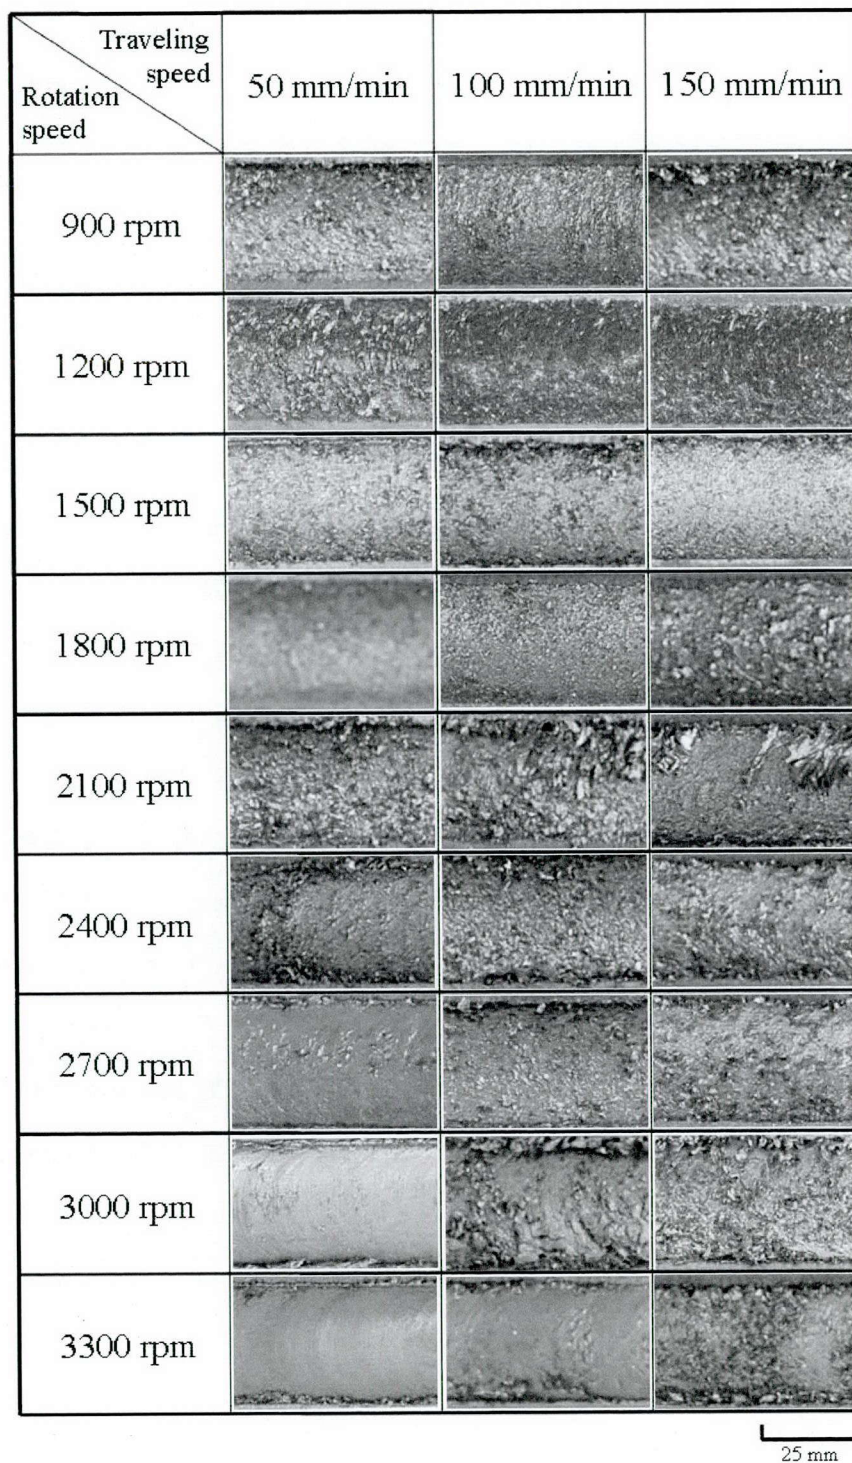 Traveling
speed
Rotation
speed
50 mm/min
100 mm/min
150 mm/min
900 rpm
1200 rpm
1500 rpm
1800 rpm
2100 rpm
2400 rpm
2700 rpm
3000 rpm
3300 rpm
25 mm